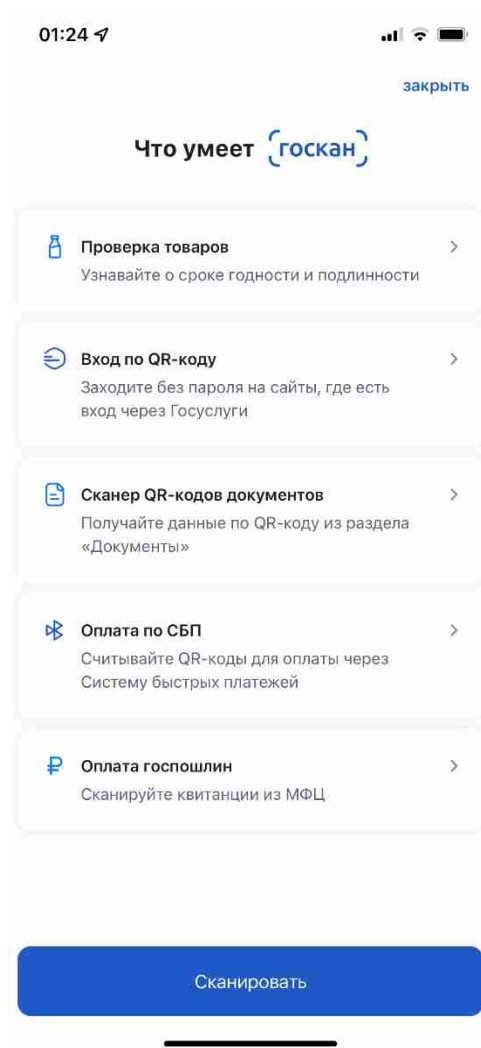 01:24
закрыть
Что умеет госкан
Проверка товаров
Узнавайте о сроке годности и подлинности
Вход по QR-коду
Заходите без пароля на сайты, где есть
вход через Госуслуги
Сканер QR-кодов документов
Получайте данные по QR-коду из раздела
«Документы»
Оплата по СБП
Считывайте QR-коды для оплаты через
Систему быстрых платежей
Оплата госпошлин
Сканируйте квитанции из МФЦ
Сканировать